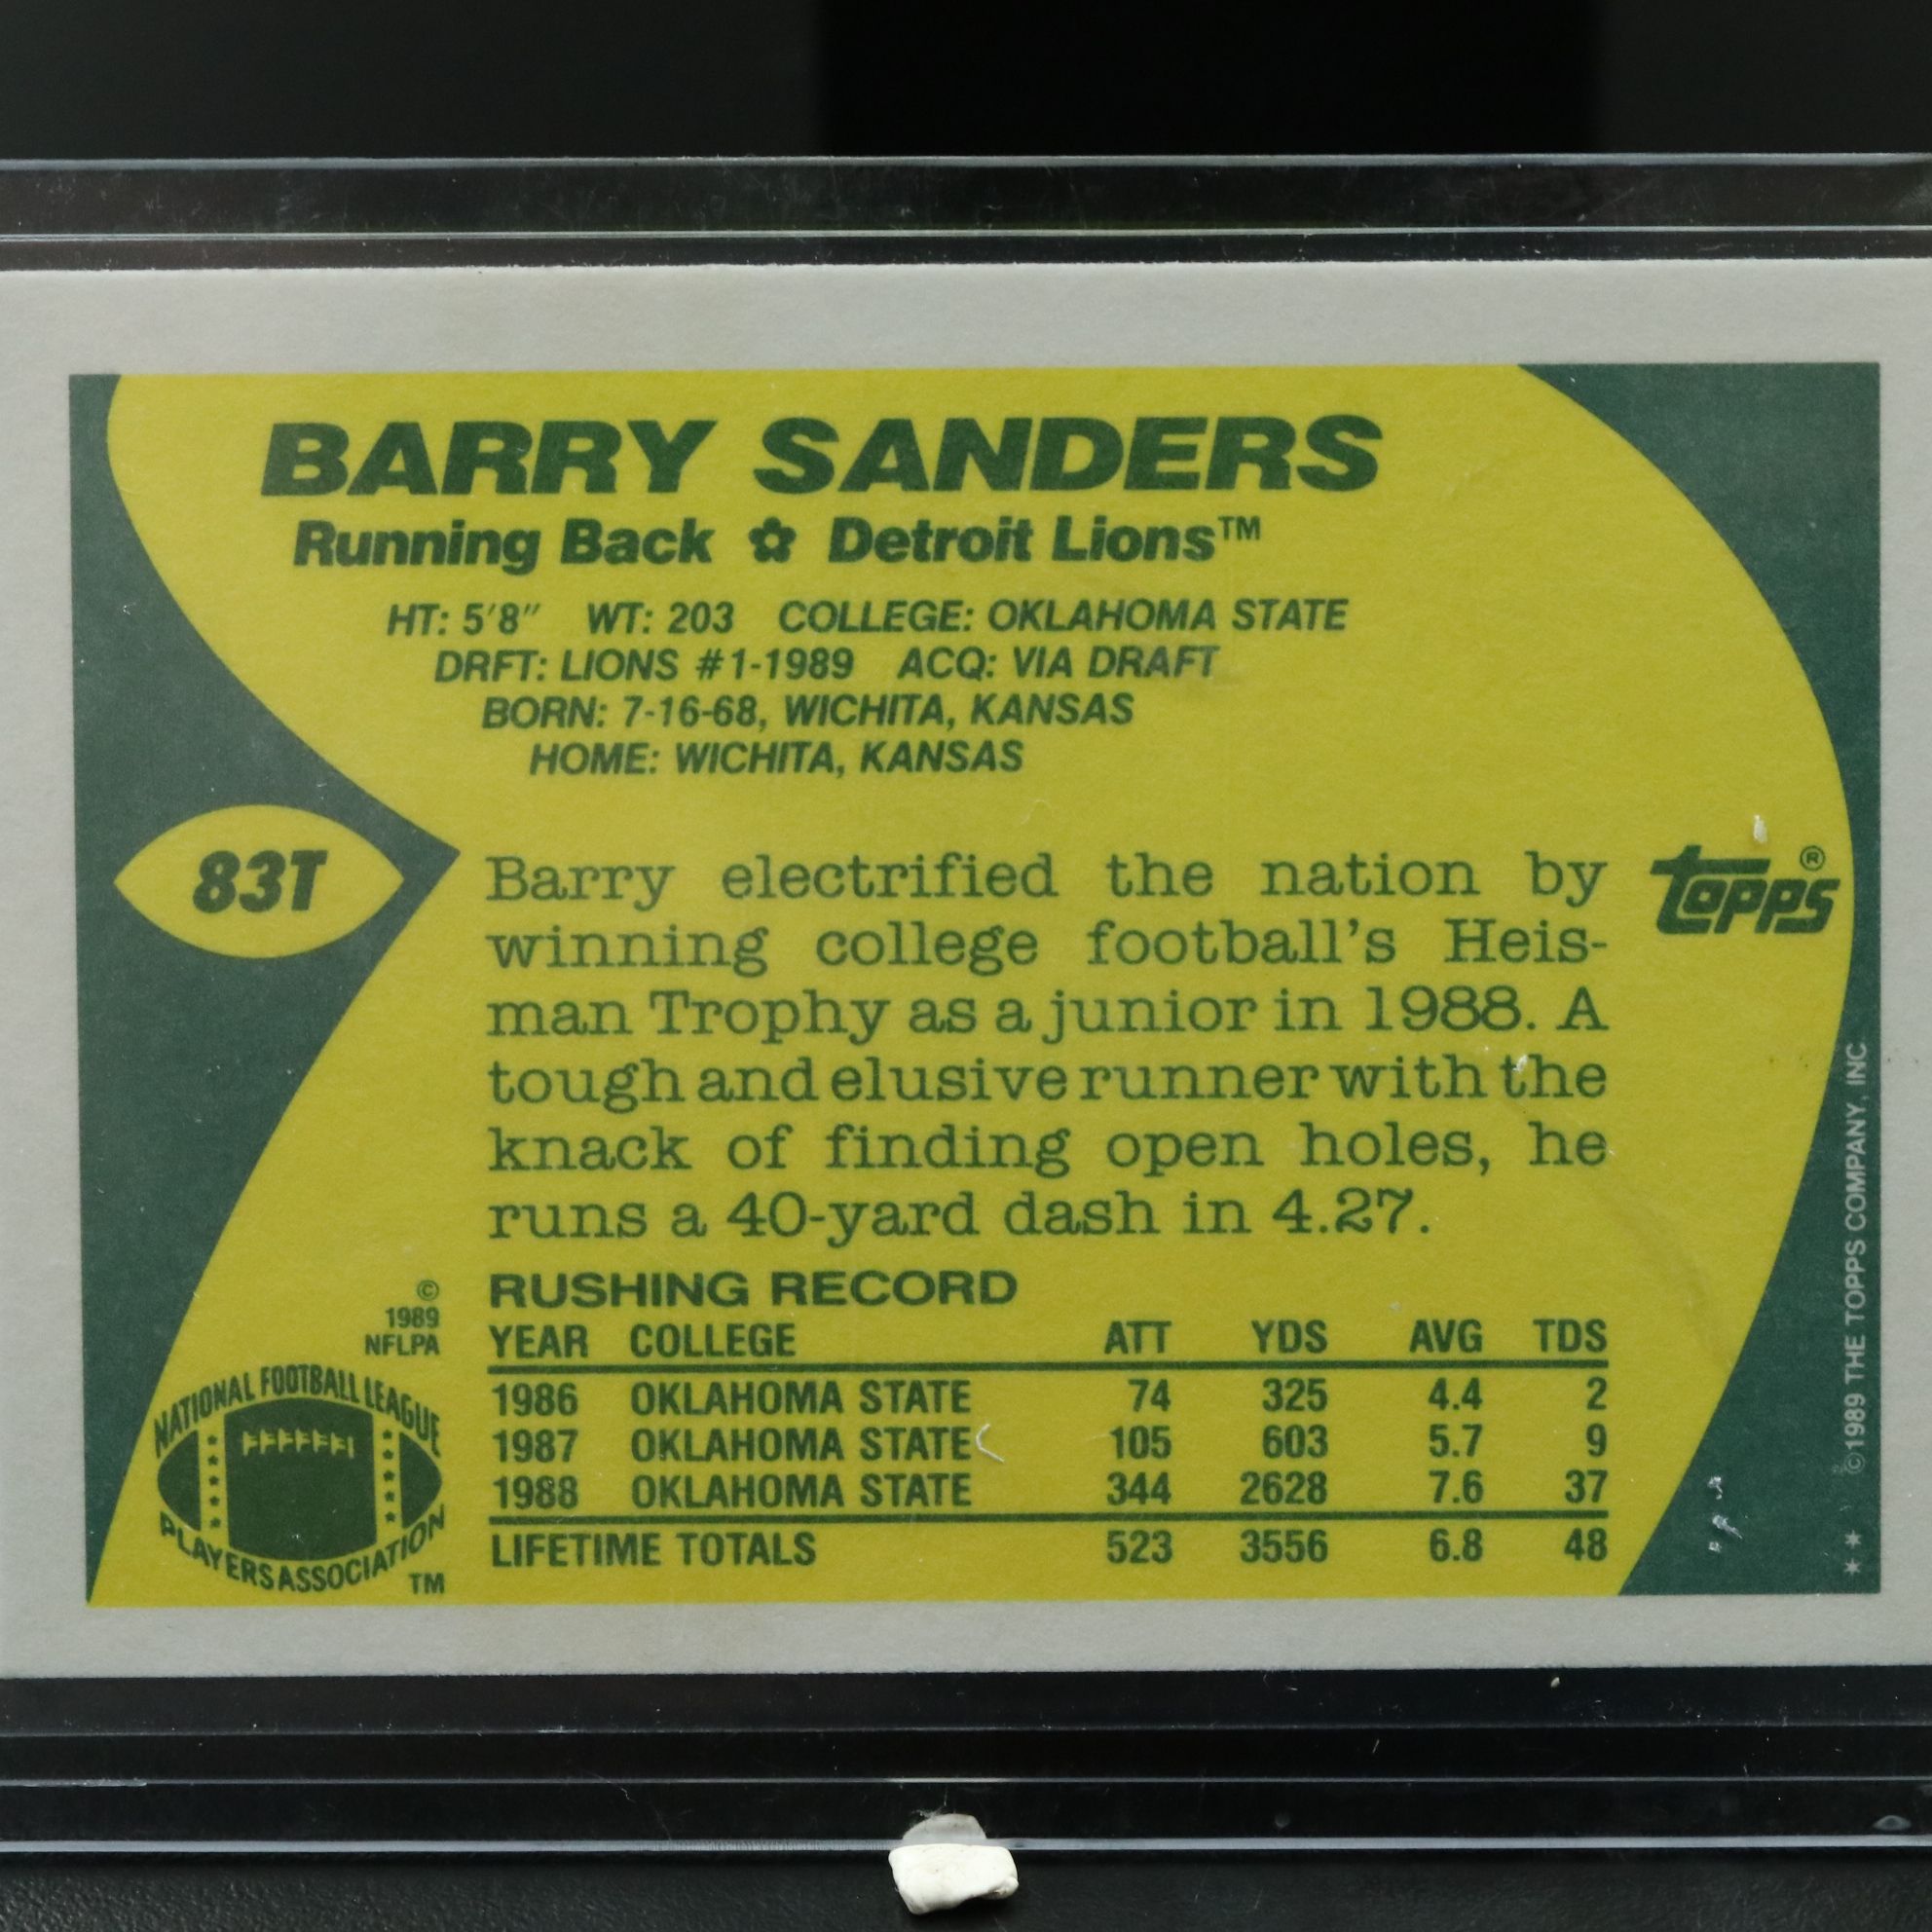 BARRY SANDERS
Running Back ✿ Detroit Lions™
HT: 5'8" WT: 203 COLLEGE: OKLAHOMA STATE
DRFT: LIONS #1-1989 ACQ: VIA DRAFT
BORN: 7-16-68, WICHITA, KANSAS
HOME: WICHITA, KANSAS
83T
Barry electrified the nation by
winning college football's Heis-
man Trophy as a junior in 1988. A
tough and elusive runner with the
knack of finding open holes, he
runs a 40-yard dash in 4.27.
topps®
©1989 THE TOPPS COMPANY, INC.
**
©
1989
NFLPA
NATIONAL FOOTBALL LEAGUE
PLAYERS ASSOCIATION
TM
RUSHING RECORD
YEAR COLLEGE ATT YDS AVG TDS
1986 OKLAHOMA STATE 74 325 4.4 2
1987 OKLAHOMA STATE 105 603 5.7 9
1988 OKLAHOMA STATE 344 2628 7.6 37
LIFETIME TOTALS 523 3556 6.8 48